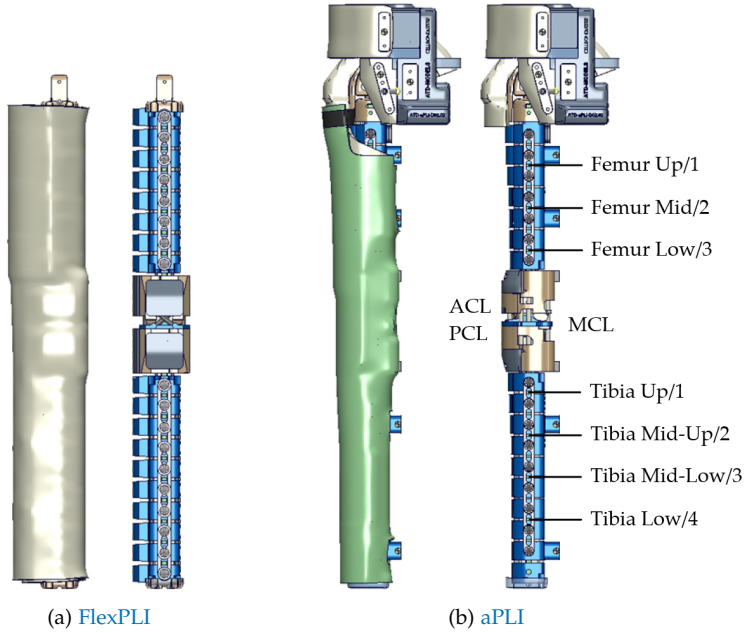 Femur Up/1
Femur Mid/2
Femur Low/3
ACL
PCL
MCL
Tibia Up/1
Tibia Mid-Up/2
Tibia Mid-Low/3
Tibia Low/4
(a) FlexPLI
(b) aPLI